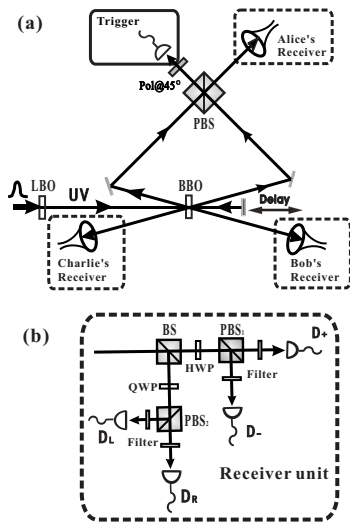 (a)
Trigger
Alice's
Receiver
Pol@45°
PBS
LBO
UV
BBO
Delay
Charlie's
Receiver
Bob's
Receiver
(b)
BS
PBS₁
D+
HWP
Filter
QWP
PBS₂
DL
Filter
D-
DR
Receiver unit